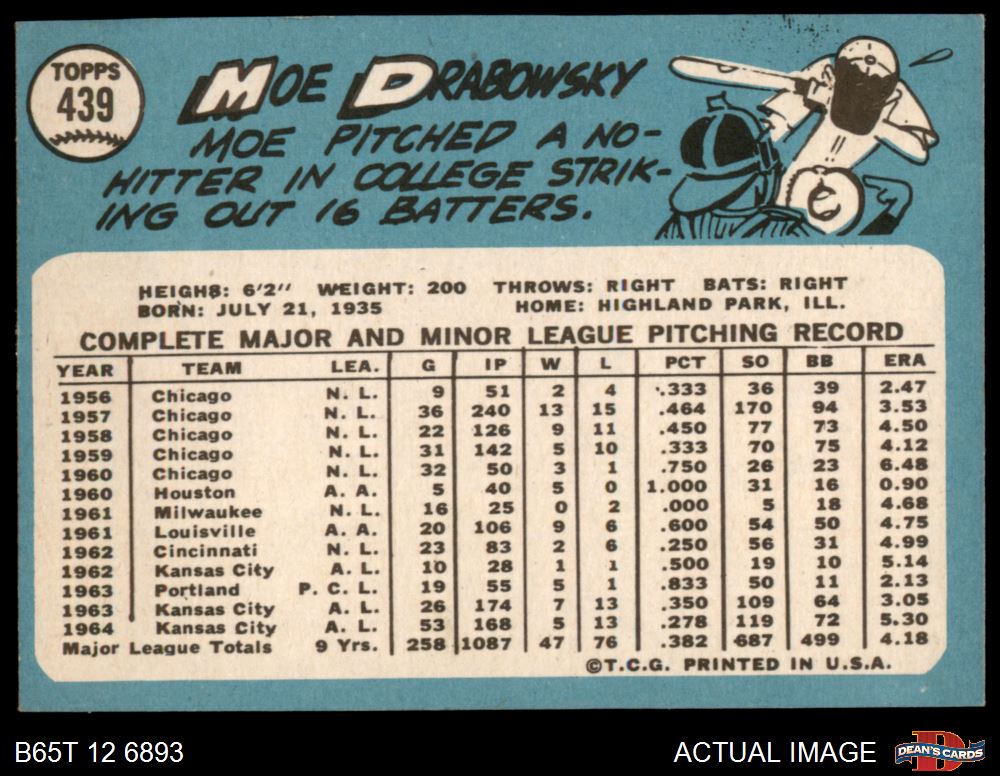 TOPPS
439
MOE DRABOWSKY
MOE PITCHED A NO-
HITTER IN COLLEGE STRIK-
ING OUT 16 BATTERS.
C
HEIGH8: 6'2" WEIGHT: 200 THROWS: RIGHT BATS: RIGHT
BORN: JULY 21, 1935 HOME: HIGHLAND PARK, ILL.
COMPLETE MAJOR AND MINOR LEAGUE PITCHING RECORD
YEAR TEAM LEA. G IP W L PCT SO BB ERA
1956 Chicago N. L. 9 51 2 4 .333 36 39 2.47
1957 Chicago N. L. 36 240 13 15 .464 170 94 3.53
1958 Chicago N. L. 22 126 9 11 .450 77 73 4.50
1959 Chicago N. L. 31 142 5 10 .333 70 75 4.12
1960 Chicago N. L. 32 50 3 1 .750 26 23 6.48
1960 Houston A. A. 5 40 5 0 1.000 31 16 0.90
1961 Milwaukee N. L. 16 25 0 2 .000 5 18 4.68
1961 Louisville A. A. 20 106 9 6 .600 54 50 4.75
1962 Cincinnati N. L. 23 83 2 6 .250 56 31 4.99
1962 Kansas City A. L. 10 28 1 1 .500 19 10 5.14
1963 Portland P. C. L. 19 55 5 1 .833 50 11 2.13
1963 Kansas City A. L. 26 174 7 13 .350 109 64 3.05
1964 Kansas City A. L. 53 168 5 13 .278 119 72 5.30
Major League Totals 9 Yrs. 258 1087 47 76 .382 687 499 4.18
©T.C.G. PRINTED IN U.S.A.
B65T 12 6893 ACTUAL IMAGE D DEAN'S CARDS